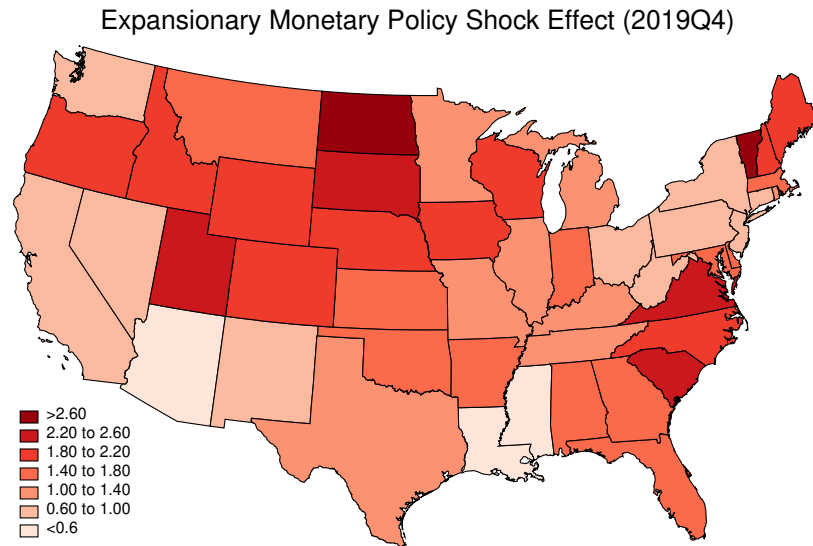 Expansionary Monetary Policy Shock Effect (2019Q4)
>2.60
2.20 to 2.60
1.80 to 2.20
1.40 to 1.80
1.00 to 1.40
0.60 to 1.00
<0.6